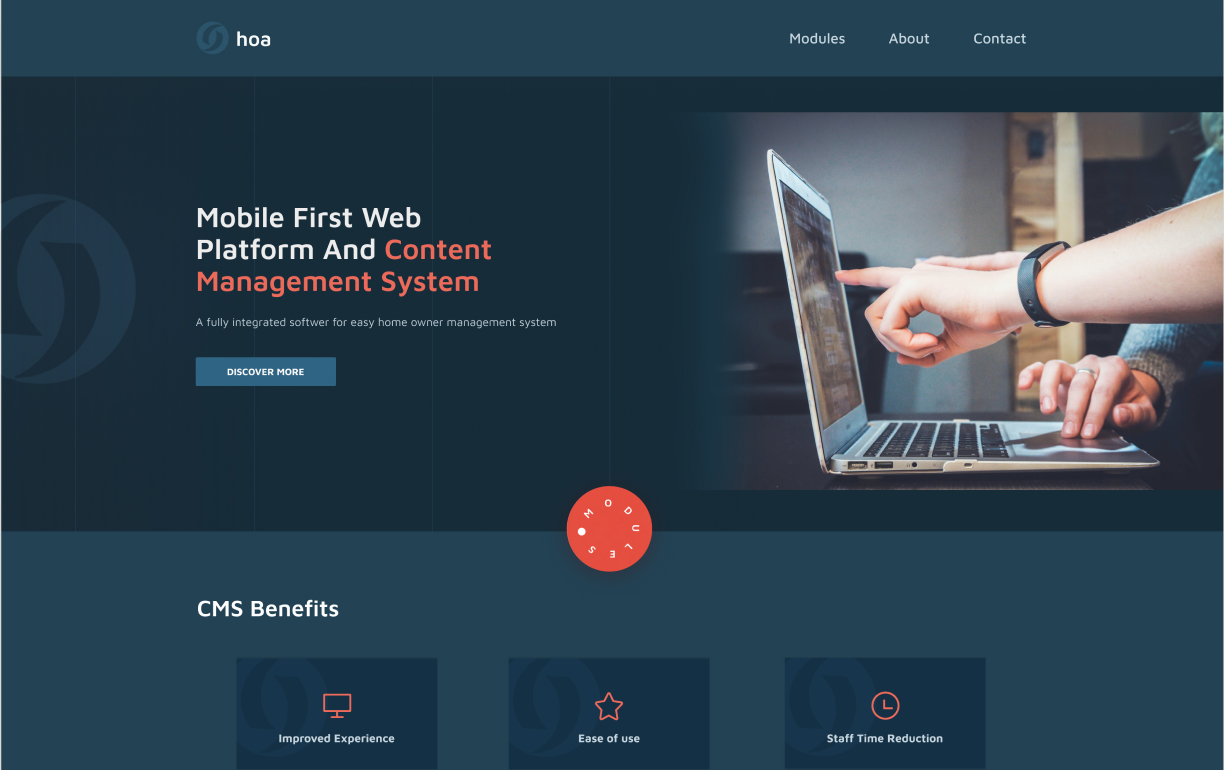 hoa
Modules About Contact
Mobile First Web
Platform And Content
Management System
A fully integrated softwer for easy home owner management system
DISCOVER MORE
MODULES
CMS Benefits
Improved Experience
Ease of use
Staff Time Reduction